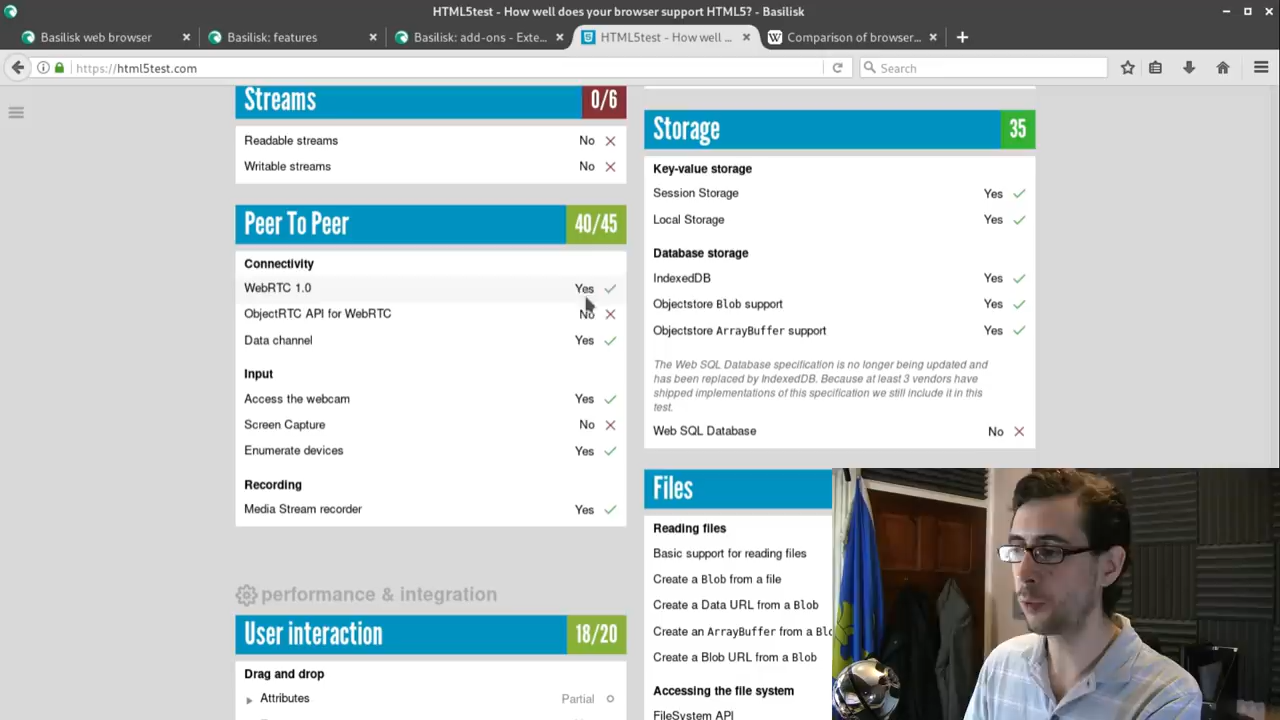 HTML5test - How well does your browser support HTML5? - Basilisk
Basilisk web browser
Basilisk: features
Basilisk: add-ons - Exte...
HTML5test - How well ...
Comparison of browser...
https://html5test.com
Search
Streams 0/6
Readable streams No
Writable streams No
Peer To Peer 40/45
Connectivity
WebRTC 1.0 Yes
ObjectRTC API for WebRTC No
Data channel Yes
Input
Access the webcam Yes
Screen Capture No
Enumerate devices Yes
Recording
Media Stream recorder Yes
performance & integration
User interaction 18/20
Drag and drop
Attributes Partial
Storage 35
Key-value storage
Session Storage Yes
Local Storage Yes
Database storage
IndexedDB Yes
Objectstore Blob support Yes
Objectstore ArrayBuffer support Yes
The Web SQL Database specification is no longer being updated and
has been replaced by IndexedDB. Because at least 3 vendors have
shipped implementations of this specification we still include it in this
test.
Web SQL Database No
Files
Reading files
Basic support for reading files
Create a Blob from a file
Create a Data URL from a Blob
Create an ArrayBuffer from a Blo
Create a Blob URL from a Blob
Accessing the file system
FileSystem API